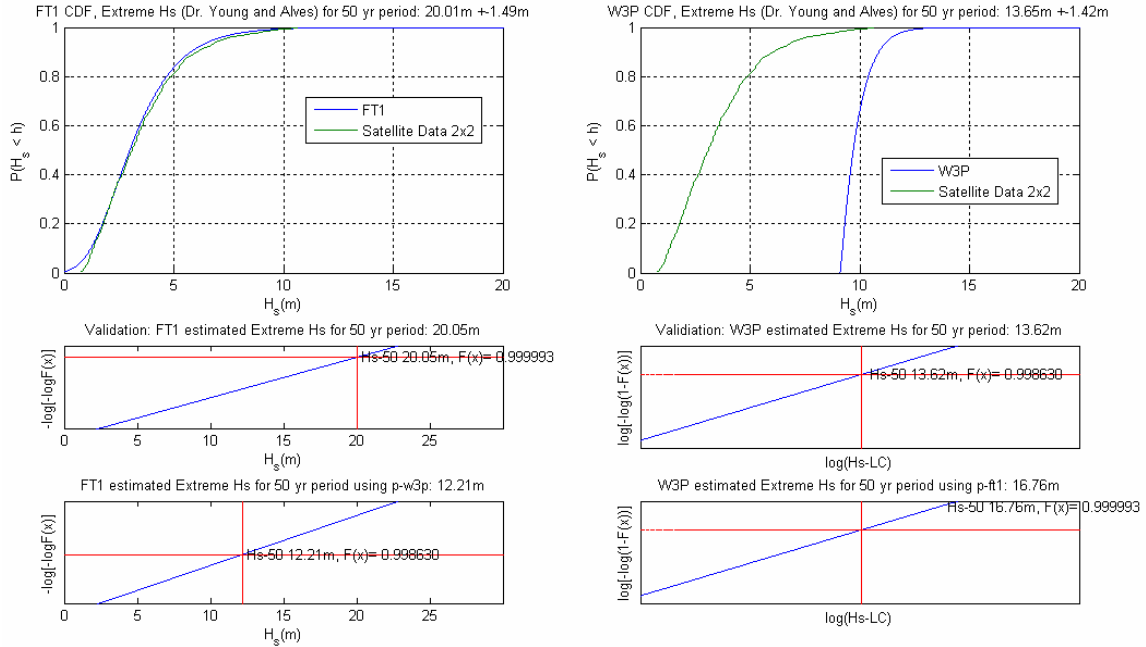 FT1 CDF, Extreme Hs (Dr. Young and Alves) for 50 yr period: 20.01m +-1.49m
P(H_s < h)
1
0.8
0.6
0.4
0.2
0
FT1
Satellite Data 2x2
0 5 10 15 20
H_s(m)
W3P CDF, Extreme Hs (Dr. Young and Alves) for 50 yr period: 13.65m +-1.42m
P(H_s < h)
1
0.8
0.6
0.4
0.2
0
W3P
Satellite Data 2x2
0 5 10 15 20
H_s(m)
Validation: FT1 estimated Extreme Hs for 50 yr period: 20.05m
-log[-logF(x)]
Hs-50 20.05m, F(x)= 0.999993
0 5 10 15 20 25
H_s(m)
Validiation: W3P estimated Extreme Hs for 50 yr period: 13.62m
log[-log(1-F(x))]
Hs-50 13.62m, F(x)= 0.998630
log(Hs-LC)
FT1 estimated Extreme Hs for 50 yr period using p-w3p: 12.21m
-log[-logF(x)]
Hs-50 12.21m, F(x)= 0.998630
0 5 10 15 20 25
H_s(m)
W3P estimated Extreme Hs for 50 yr period using p-ft1: 16.76m
log[-log(1-F(x))]
Hs-50 16.76m, F(x)= 0.999993
log(Hs-LC)